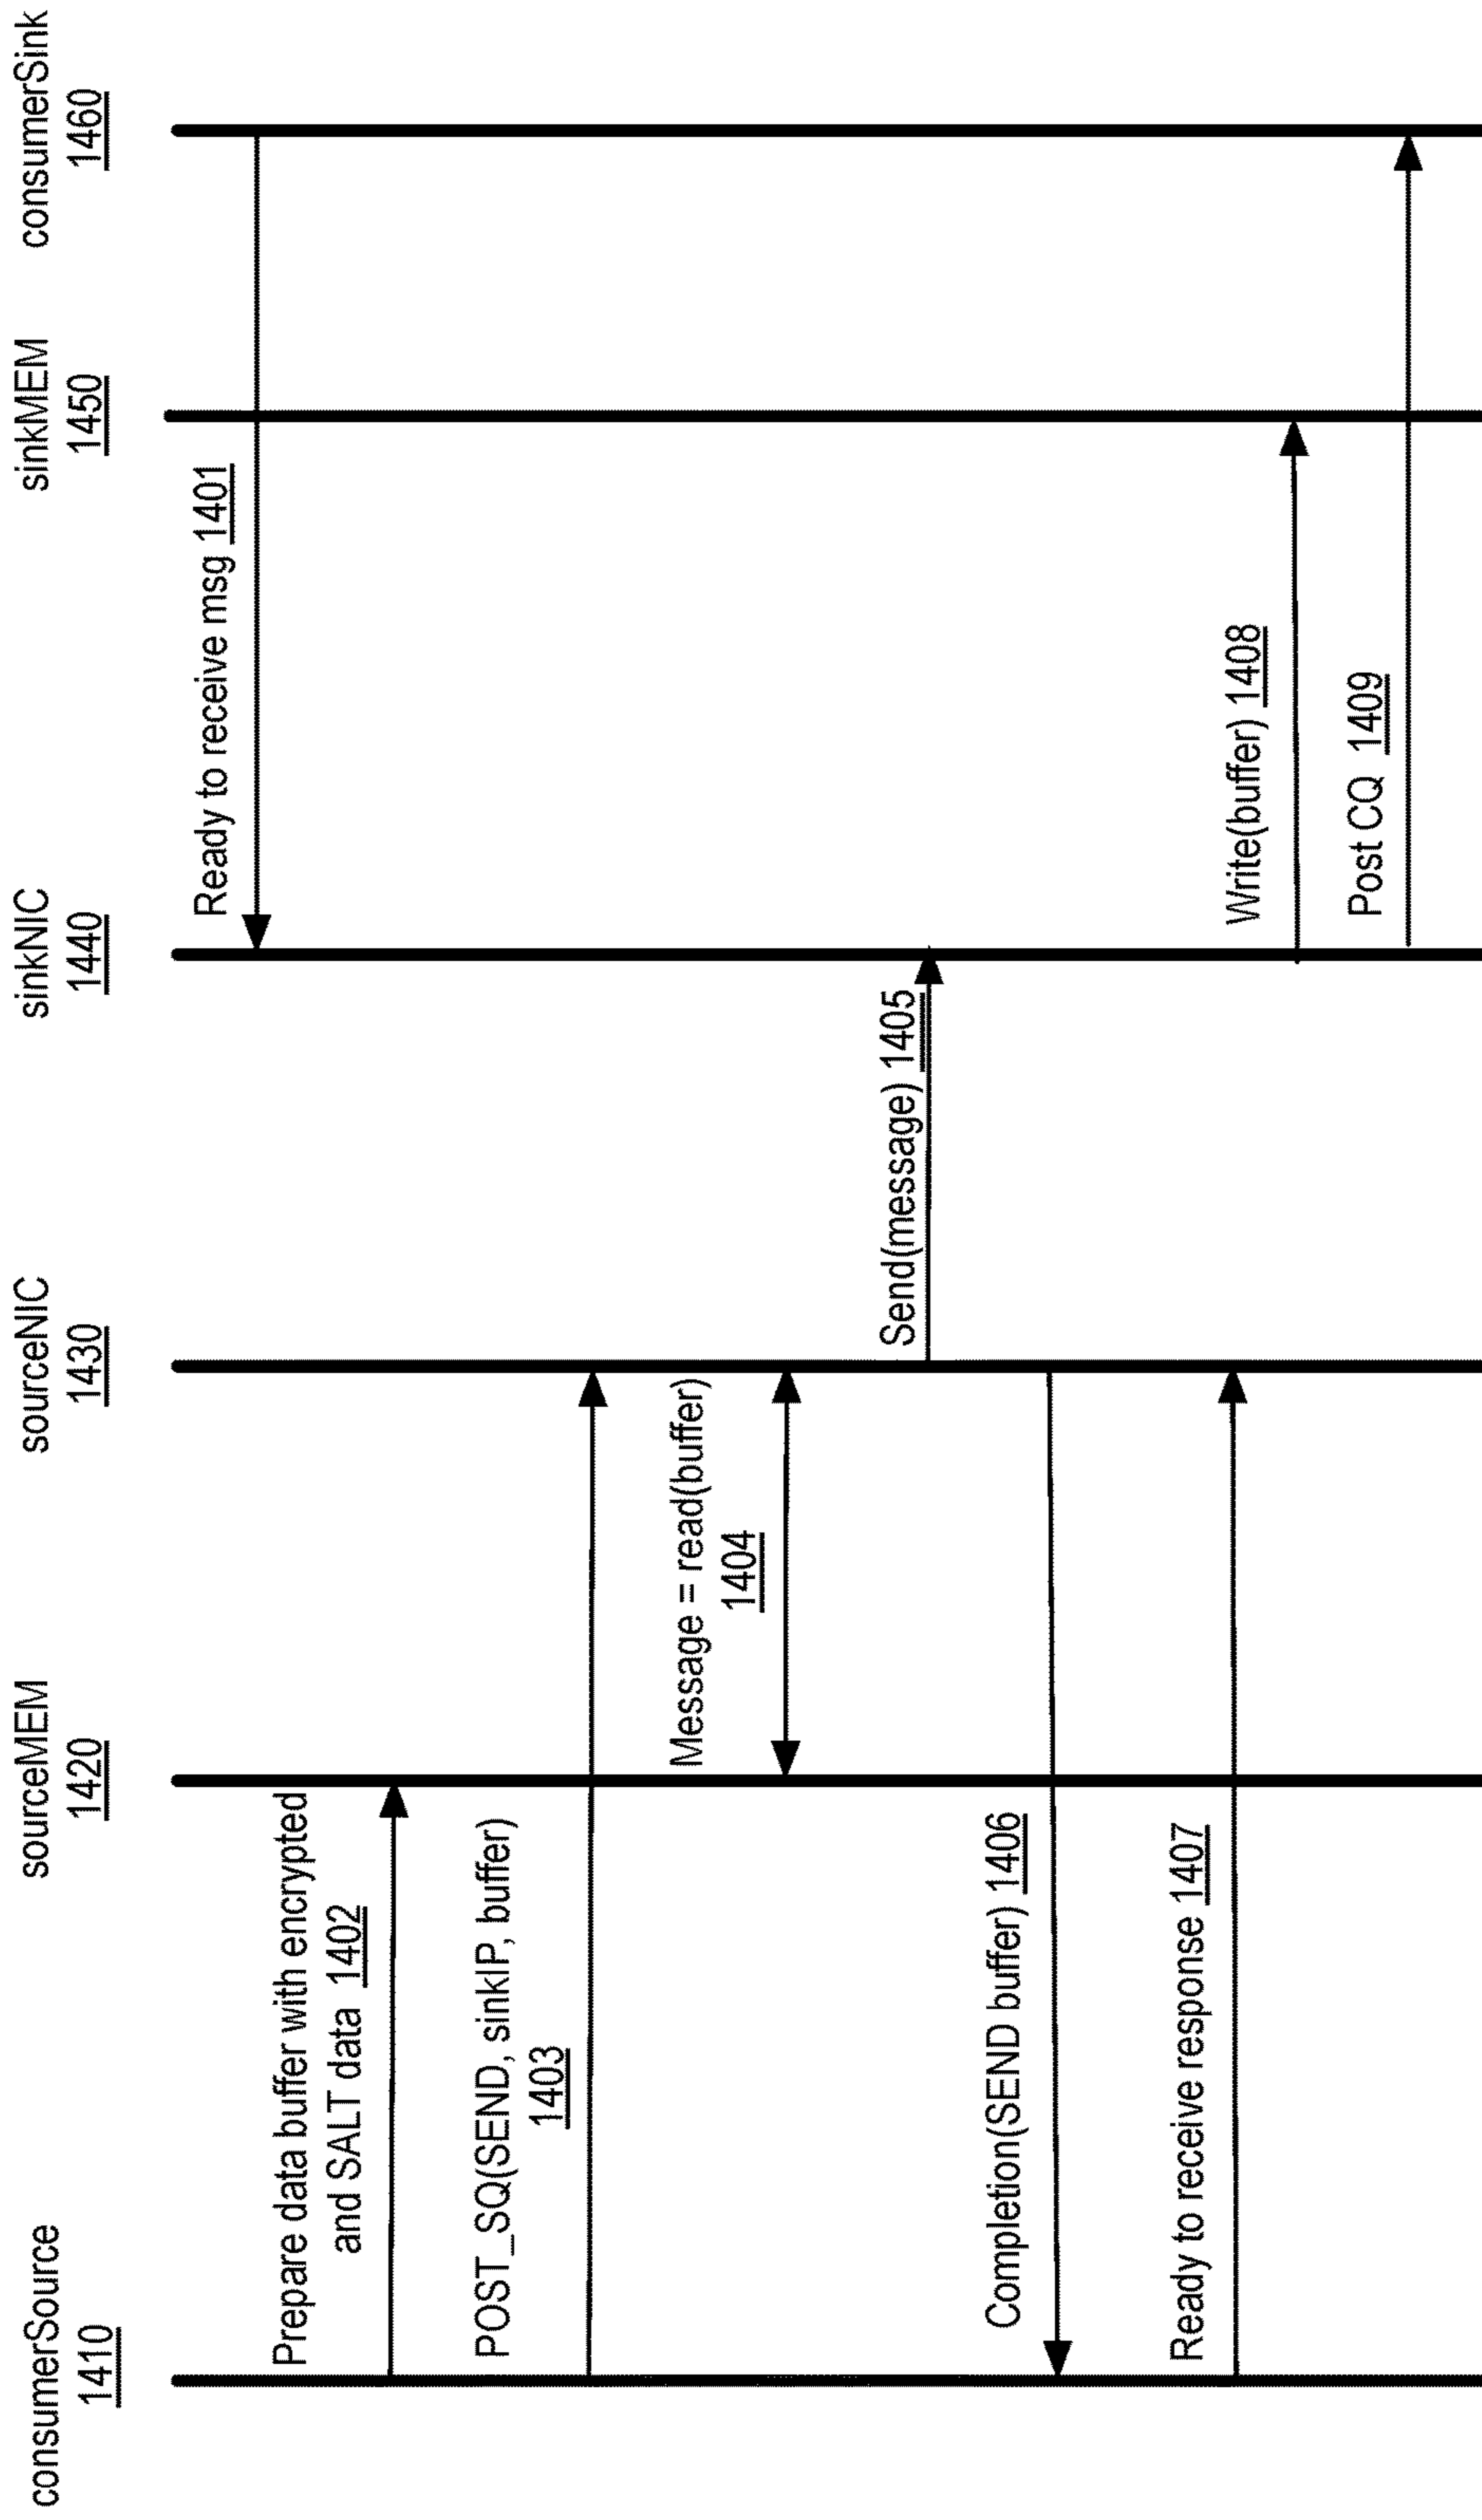 consumerSource
1410
sourceMEM
1420
sourceNIC
1430
sinkNIC
1440
sinkMEM
1450
consumerSink
1460
Ready to receive msg 1401
Prepare data buffer with encrypted
and SALT data 1402
POST_SQ(SEND, sinkIP, buffer)
1403
Message = read(buffer)
1404
Send(message) 1405
Completion(SEND buffer) 1406
Ready to receive response 1407
Write(buffer) 1408
Post CQ 1409